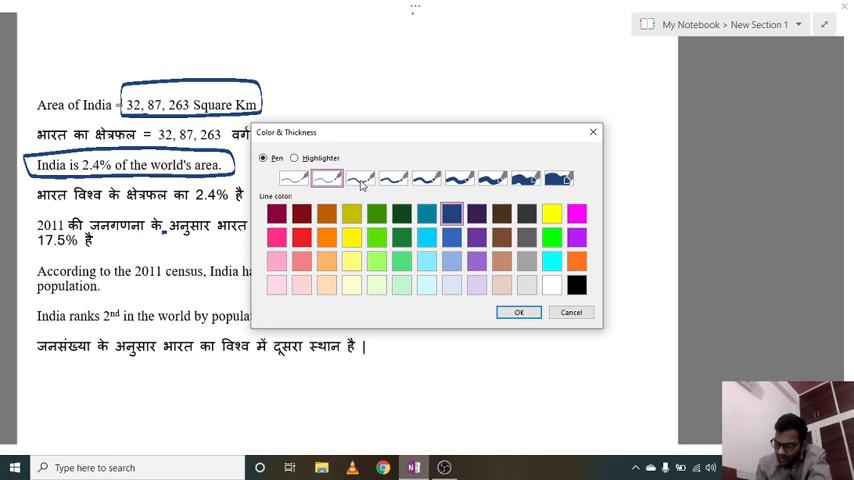 ...
My Notebook > New Section 1
Area of India = 32, 87, 263 Square Km
भारत का क्षेत्रफल = 32, 87, 263 वर्ग
India is 2.4% of the world's area.
भारत विश्व के क्षेत्रफल का 2.4% है
2011 की जनगणना के अनुसार भारत
17.5% है
According to the 2011 census, India ha
population.
India ranks 2nd in the world by popula
जनसंख्या के अनुसार भारत का विश्व में दूसरा स्थान है
Color & Thickness
Pen
Highlighter
Line color:
OK
Cancel
Type here to search